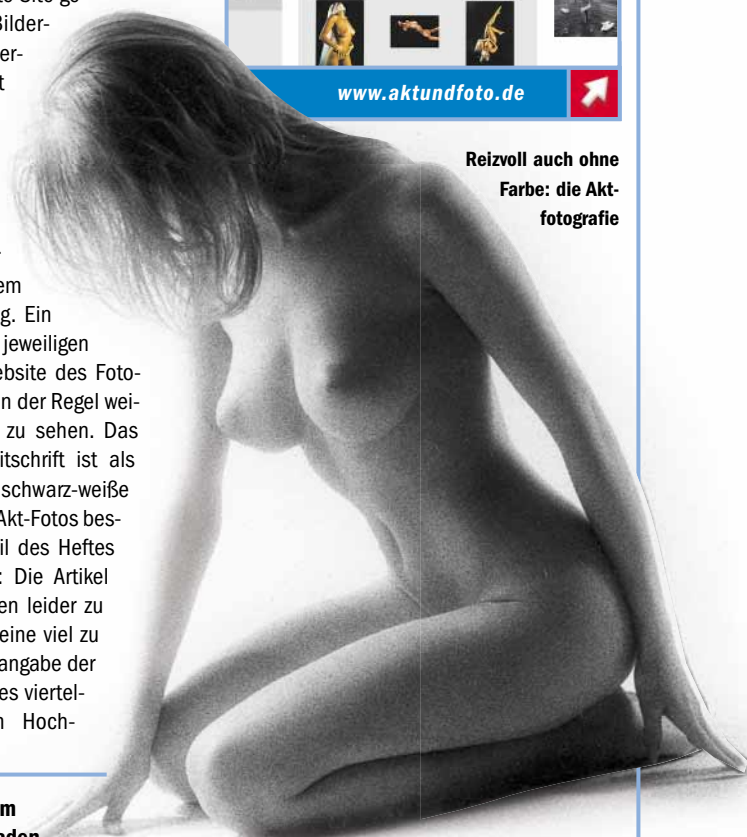 Bilder-
er-
t
em
g. Ein
jeweiligen
ebsite des Foto-
n der Regel wei-
zu sehen. Das
itschrift ist als
schwarz-weiße
Akt-Fotos bes-
il des Heftes
: Die Artikel
en leider zu
eine viel zu
angabe der
es viertel-
n Hoch-
m
nden
www.aktundfoto.de
Reizvoll auch ohne
Farbe: die Akt-
fotografie